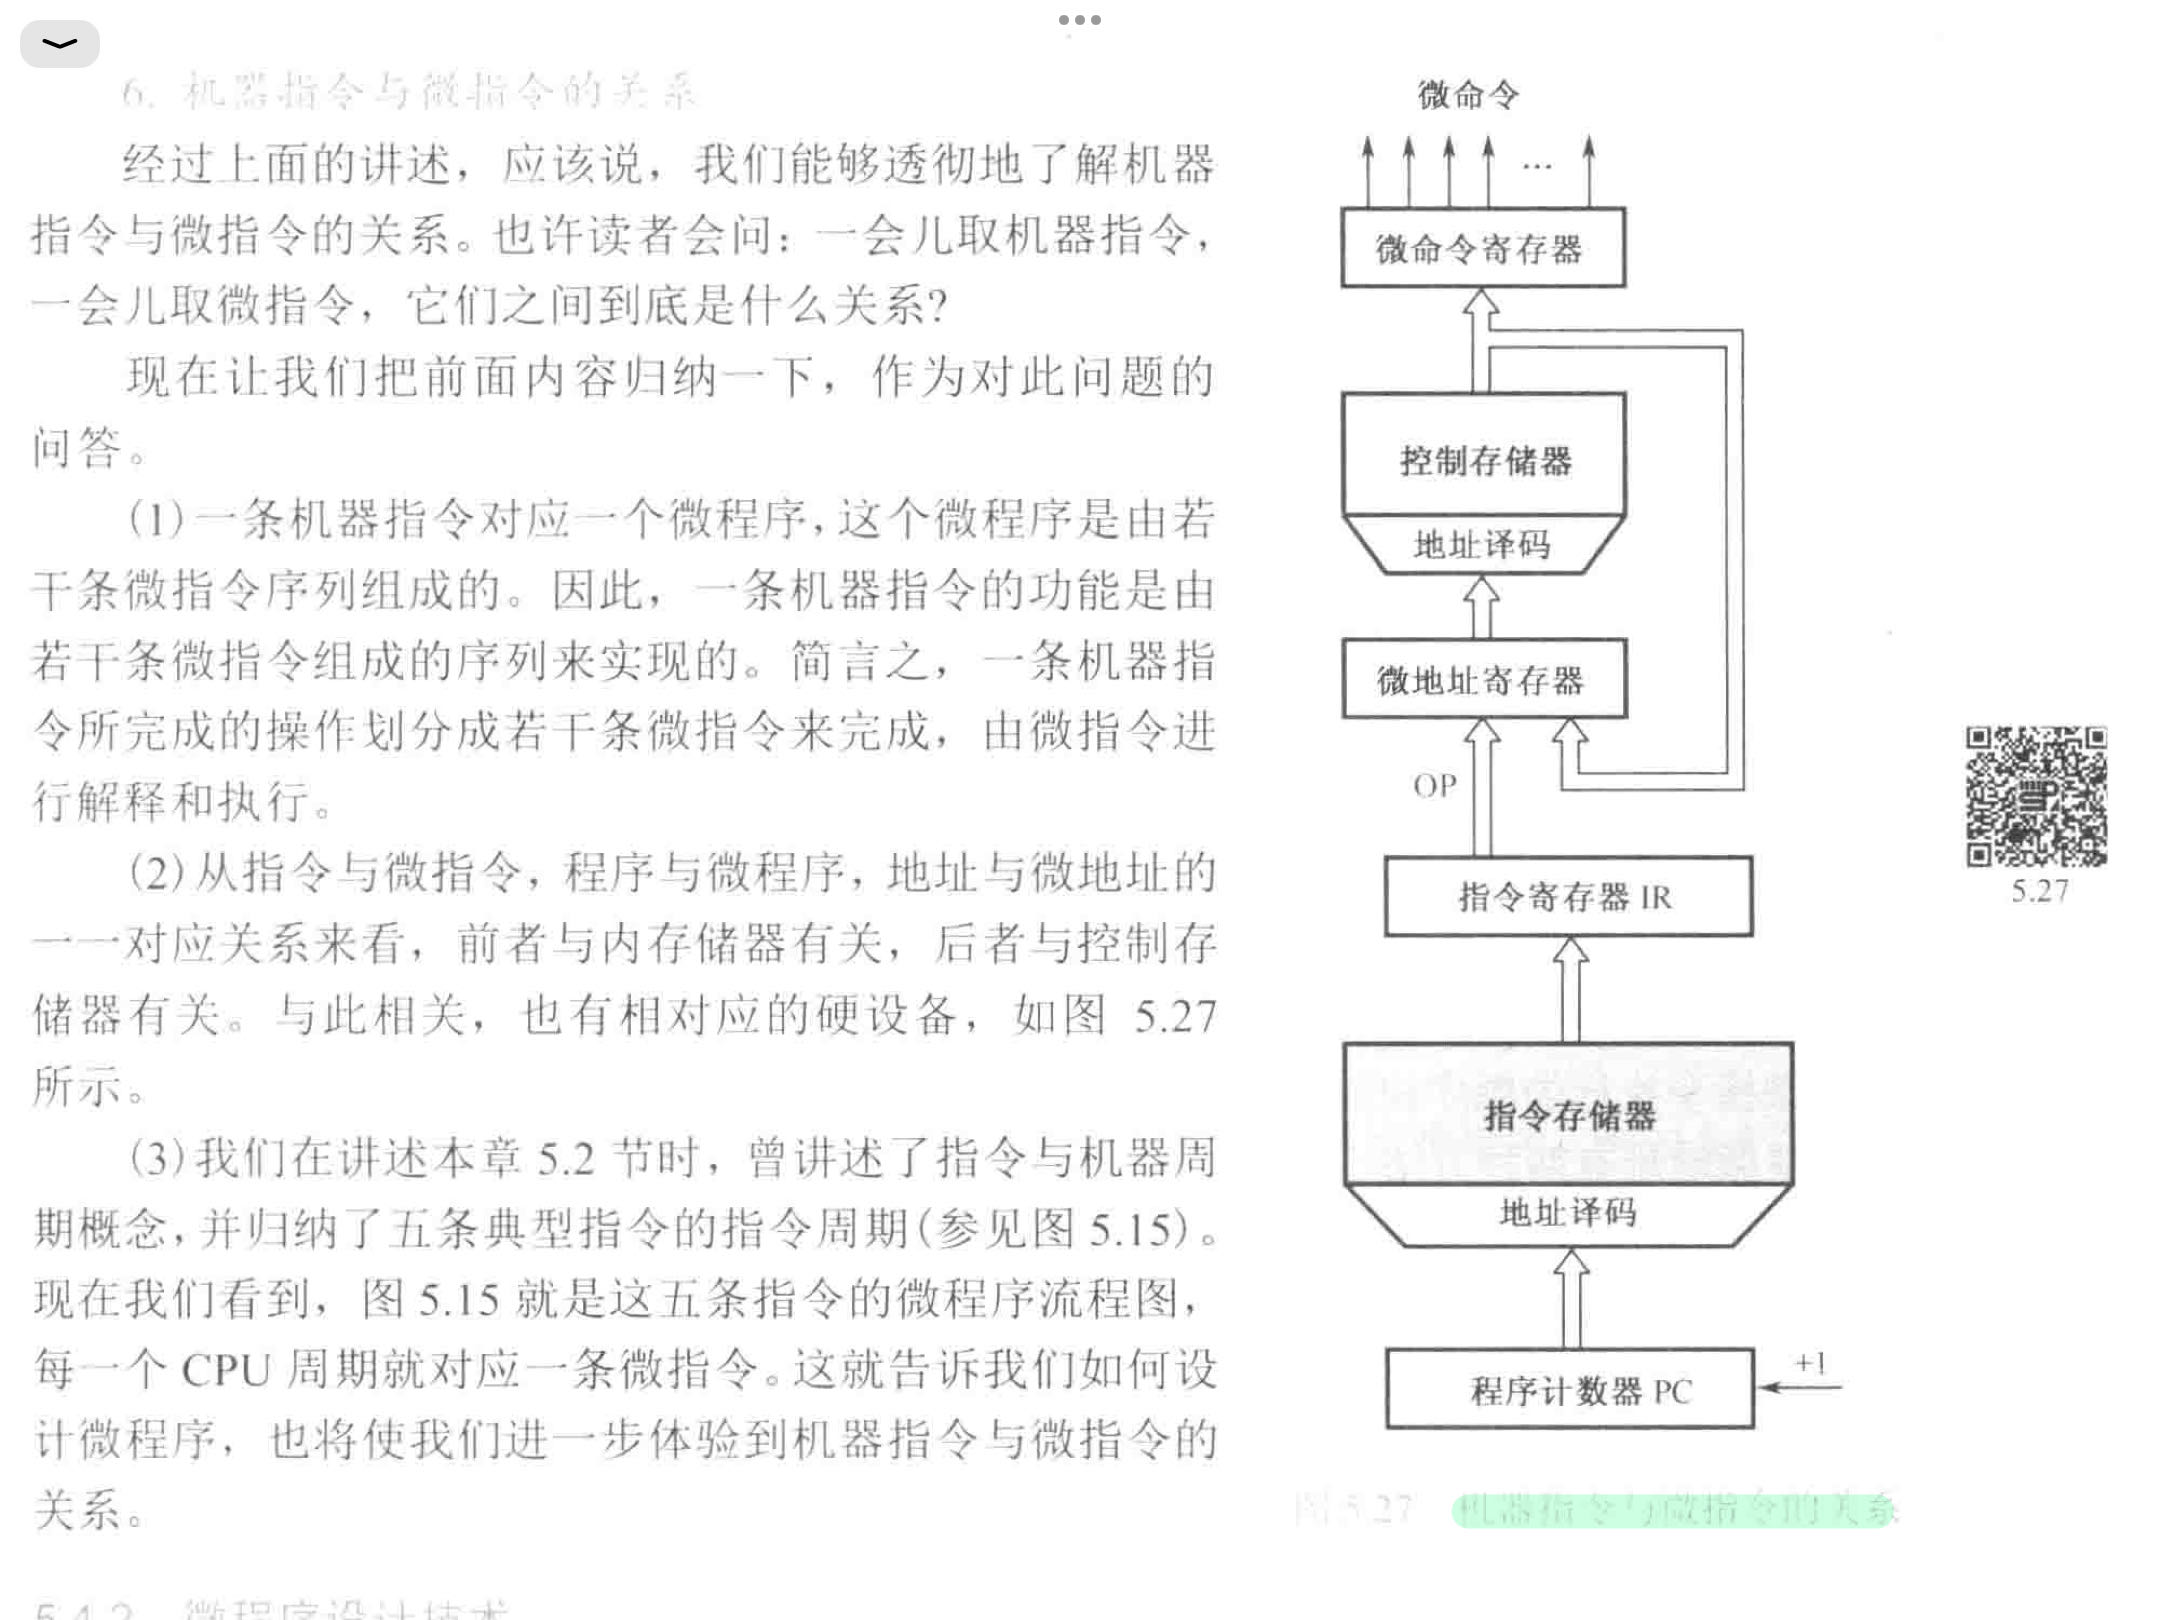 6. 机器指令与微指令的关系
经过上面的讲述，应该说，我们能够透彻地了解机器
指令与微指令的关系。也许读者会问：一会儿取机器指令，
一会儿取微指令，它们之间到底是什么关系?
现在让我们把前面内容归纳一下，作为对此问题的
问答。
(1)一条机器指令对应一个微程序，这个微程序是由若
干条微指令序列组成的。因此，一条机器指令的功能是由
若干条微指令组成的序列来实现的。简言之，一条机器指
令所完成的操作划分成若干条微指令来完成，由微指令进
行解释和执行。
(2)从指令与微指令，程序与微程序，地址与微地址的
一一对应关系来看，前者与内存储器有关，后者与控制存
储器有关。与此相关，也有相对应的硬设备，如图 5.27
所示。
(3)我们在讲述本章 5.2 节时，曾讲述了指令与机器周
期概念，并归纳了五条典型指令的指令周期(参见图 5.15)。
现在我们看到，图 5.15 就是这五条指令的微程序流程图，
每一个 CPU 周期就对应一条微指令。这就告诉我们如何设
计微程序，也将使我们进一步体验到机器指令与微指令的
关系。
5.4.2 微程序设计技术
微命令
...
微命令寄存器
控制存储器
地址译码
微地址寄存器
OP
指令寄存器 IR
指令存储器
地址译码
+1
程序计数器 PC
图 5.27 机器指令与微指令的关系
5.27